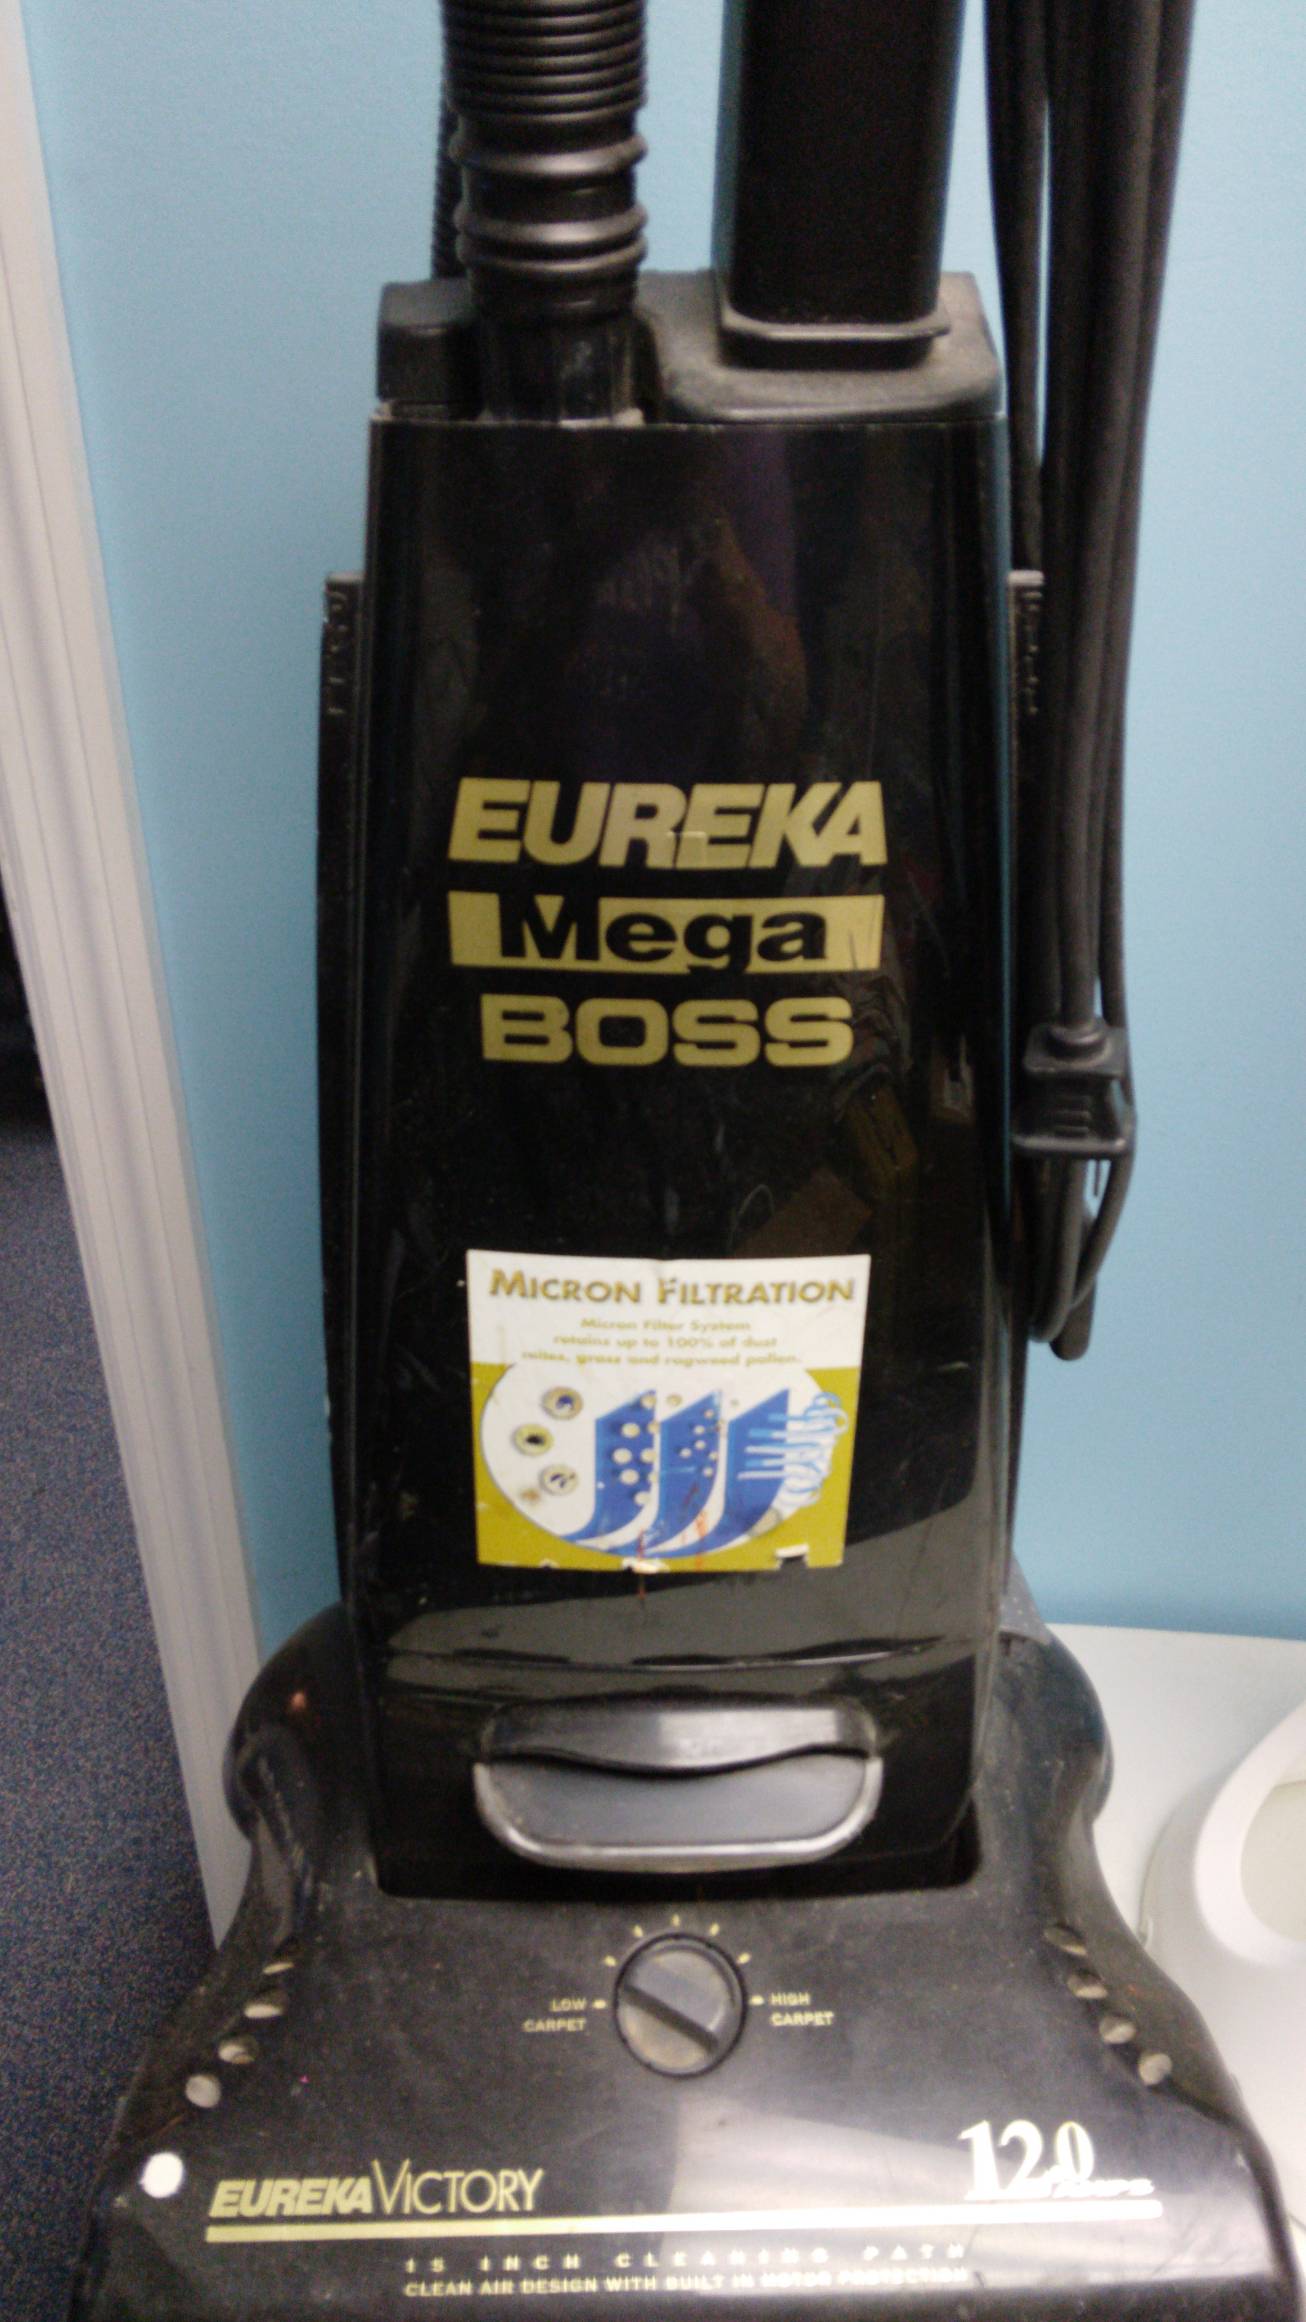 EUREKA
Mega
BOSS
MICRON FILTRATION
Micron Filter System
retains up to 100% of dust
mites, grass and ragweed pollen.
LOW CARPET
HIGH CARPET
EUREKA VICTORY
12.0 AMPS
15 INCH CLEANING PATH
CLEAN AIR DESIGN WITH BUILT IN MOTOR PROTECTION